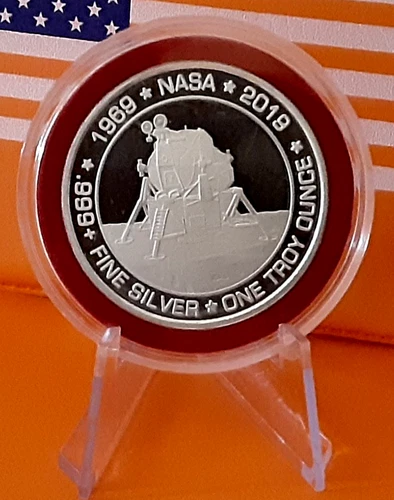 1969 ★ NASA ★ 2019 ★
.999+ FINE SILVER ★ ONE TROY OUNCE ★